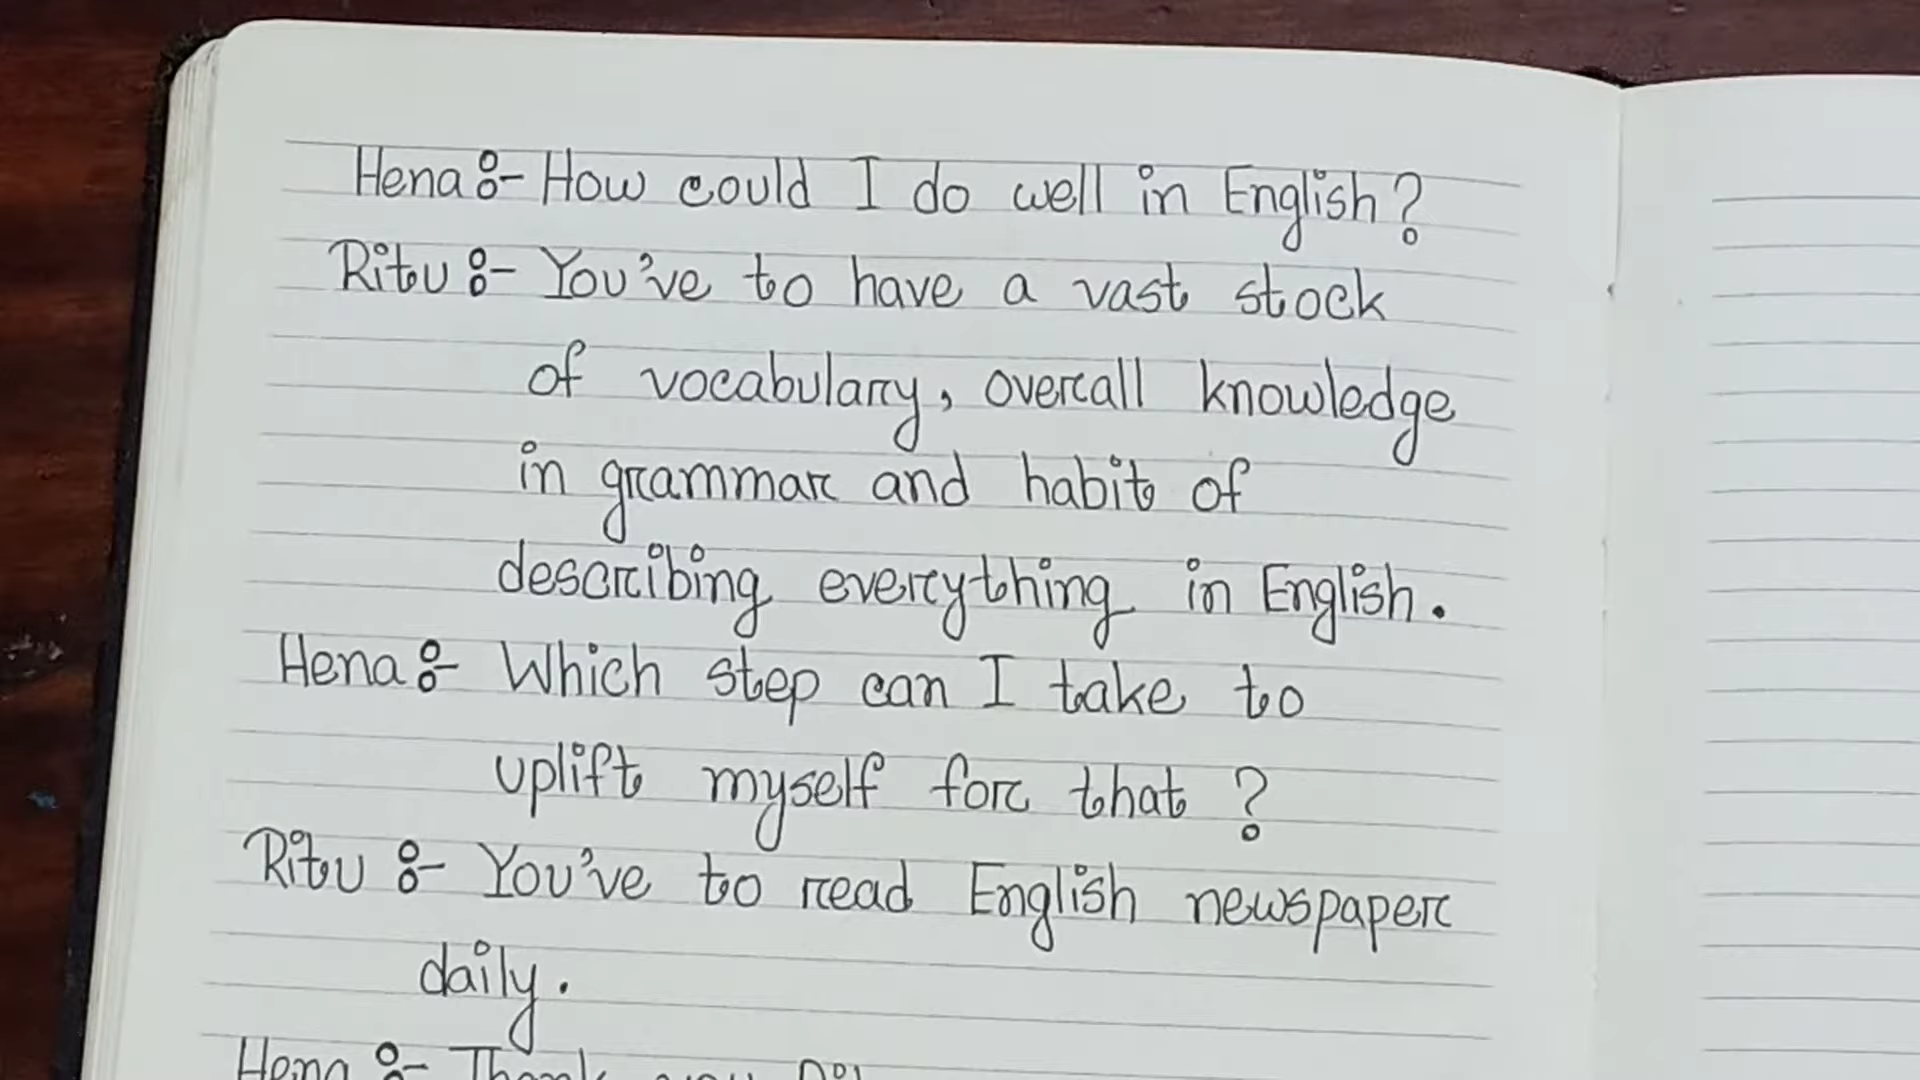 Hena :- How could I do well in English?
Ritu :- You've to have a vast stock
of vocabulary, overall knowledge
in grammar and habit of
describing everything in English.
Hena :- Which step can I take to
uplift myself for that ?
Ritu :- You've to read English newspaper
daily.
Hena :- Thank you